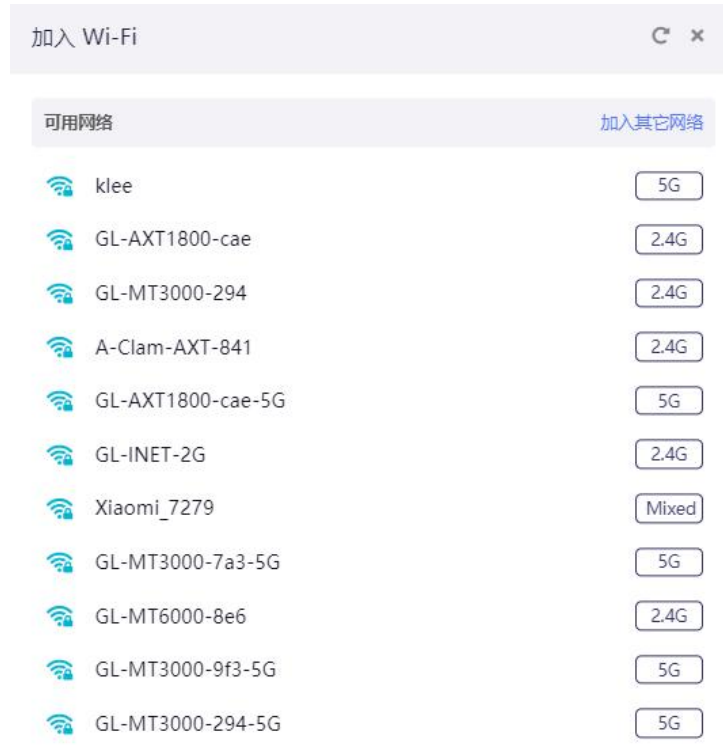 加入 Wi-Fi
可用网络 加入其它网络
klee 5G
GL-AXT1800-cae 2.4G
GL-MT3000-294 2.4G
A-Clam-AXT-841 2.4G
GL-AXT1800-cae-5G 5G
GL-INET-2G 2.4G
Xiaomi_7279 Mixed
GL-MT3000-7a3-5G 5G
GL-MT6000-8e6 2.4G
GL-MT3000-9f3-5G 5G
GL-MT3000-294-5G 5G